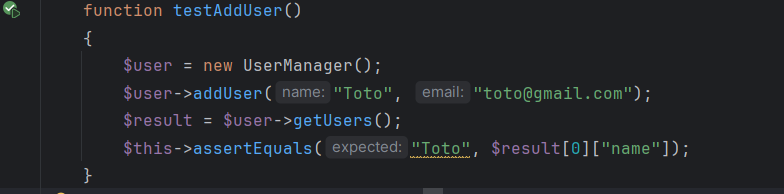 function testAddUser()
{
$user = new UserManager();
$user->addUser( name: "Toto", email: "toto@gmail.com");
$result = $user->getUsers();
$this->assertEquals( expected: "Toto", $result[0]["name"]);
}